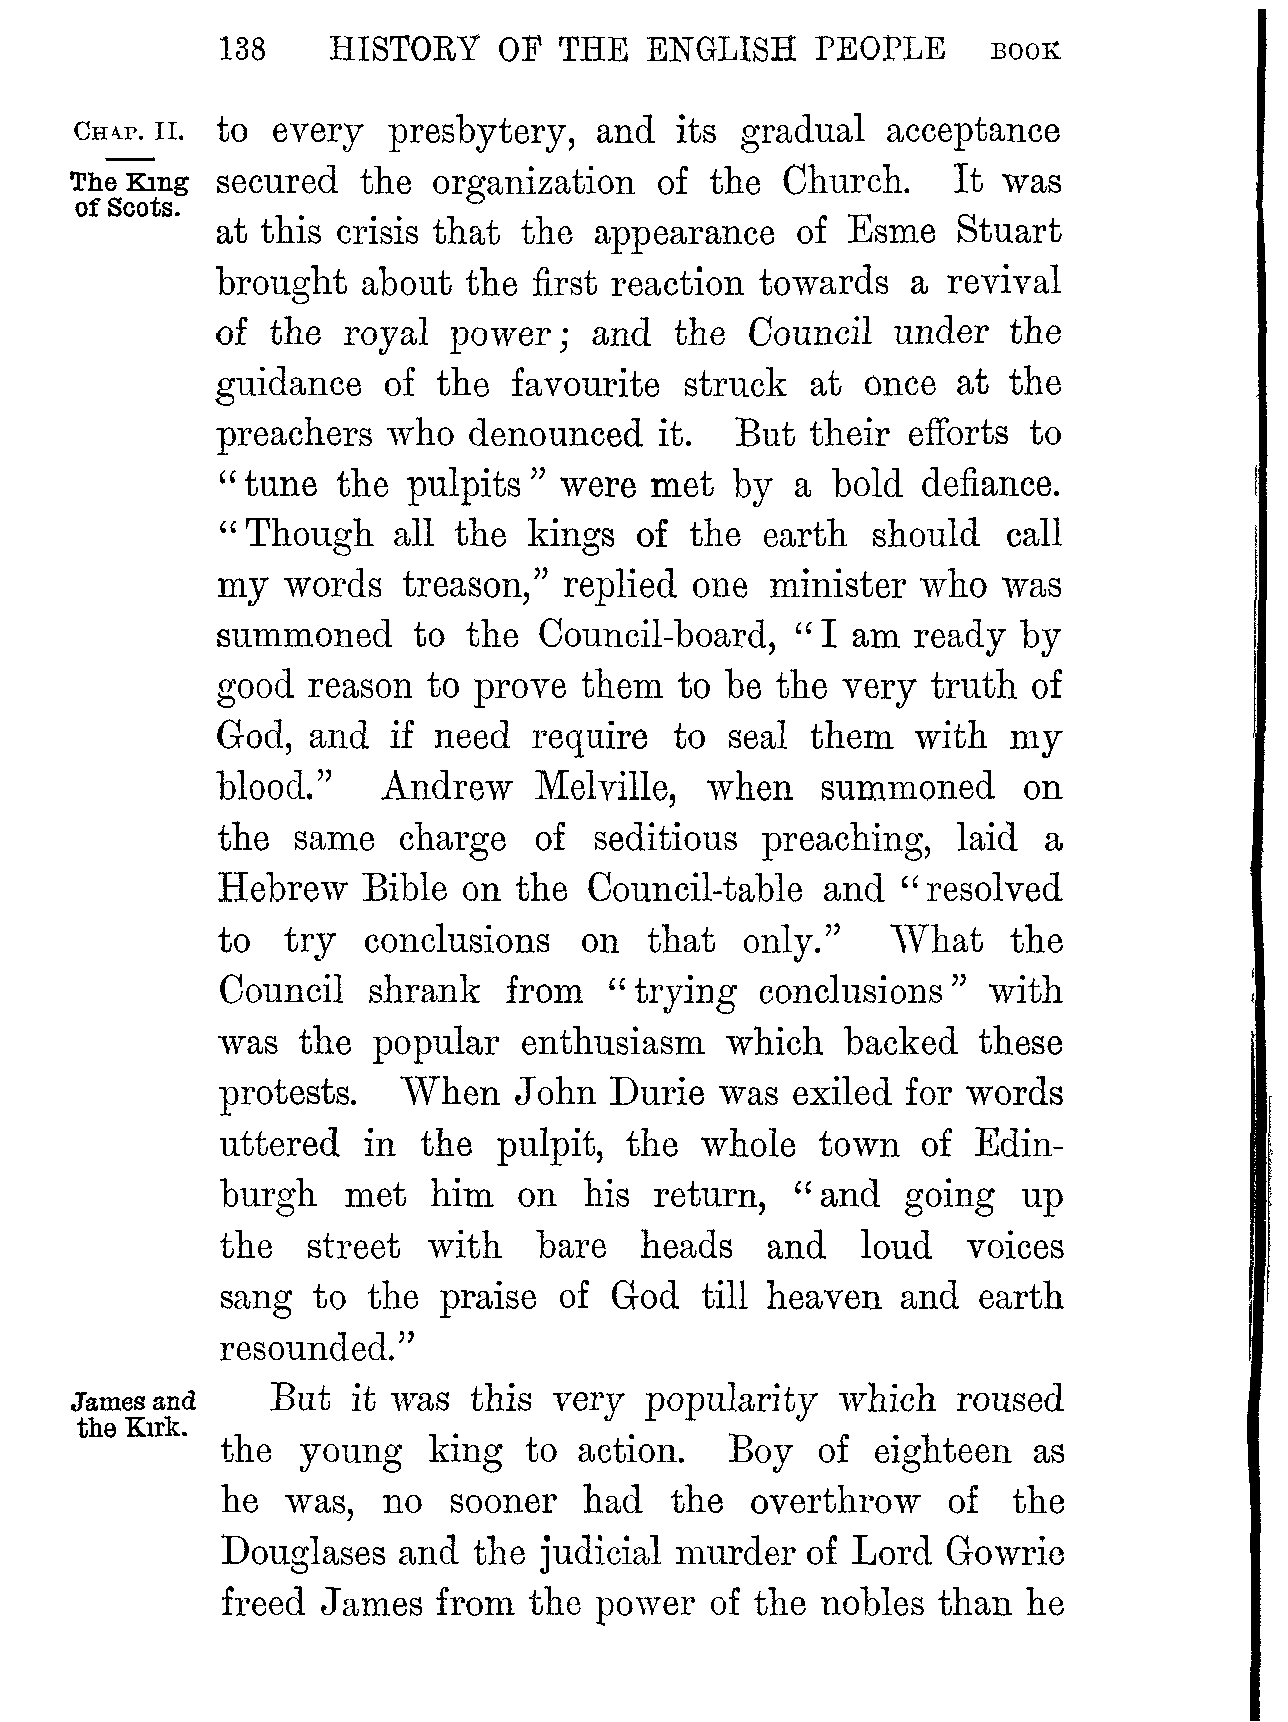 138 HISTORY OF THE ENGLISH PEOPLE BOOK
CHAP. II.
The King
of Scots.
to every presbytery, and its gradual acceptance
secured the organization of the Church. It was
at this crisis that the appearance of Esme Stuart
brought about the first reaction towards a revival
of the royal power; and the Council under the
guidance of the favourite struck at once at the
preachers who denounced it. But their efforts to
“tune the pulpits” were met by a bold defiance.
“Though all the kings of the earth should call
my words treason,” replied one minister who was
summoned to the Council-board, “I am ready by
good reason to prove them to be the very truth of
God, and if need require to seal them with my
blood.” Andrew Melville, when summoned on
the same charge of seditious preaching, laid a
Hebrew Bible on the Council-table and “resolved
to try conclusions on that only.” What the
Council shrank from “trying conclusions” with
was the popular enthusiasm which backed these
protests. When John Durie was exiled for words
uttered in the pulpit, the whole town of Edin-
burgh met him on his return, “and going up
the street with bare heads and loud voices
sang to the praise of God till heaven and earth
resounded.”
James and
the Kirk.
But it was this very popularity which roused
the young king to action. Boy of eighteen as
he was, no sooner had the overthrow of the
Douglases and the judicial murder of Lord Gowrie
freed James from the power of the nobles than he